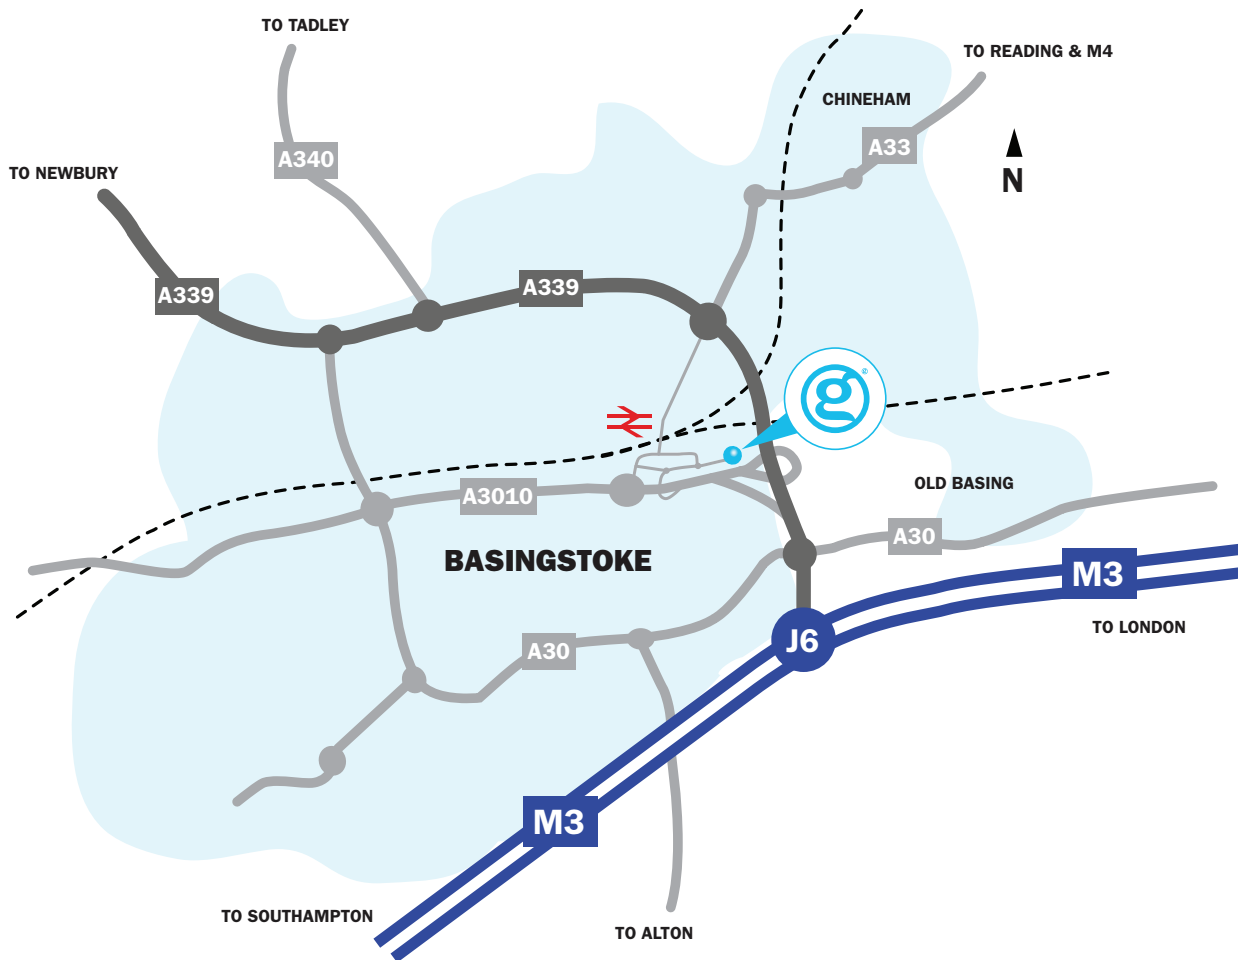 TO TADLEY
TO READING & M4
CHINEHAM
A33
A340
TO NEWBURY
N
A339
A339
g®
OLD BASING
A3010
A30
BASINGSTOKE
M3
TO LONDON
J6
A30
M3
TO SOUTHAMPTON
TO ALTON